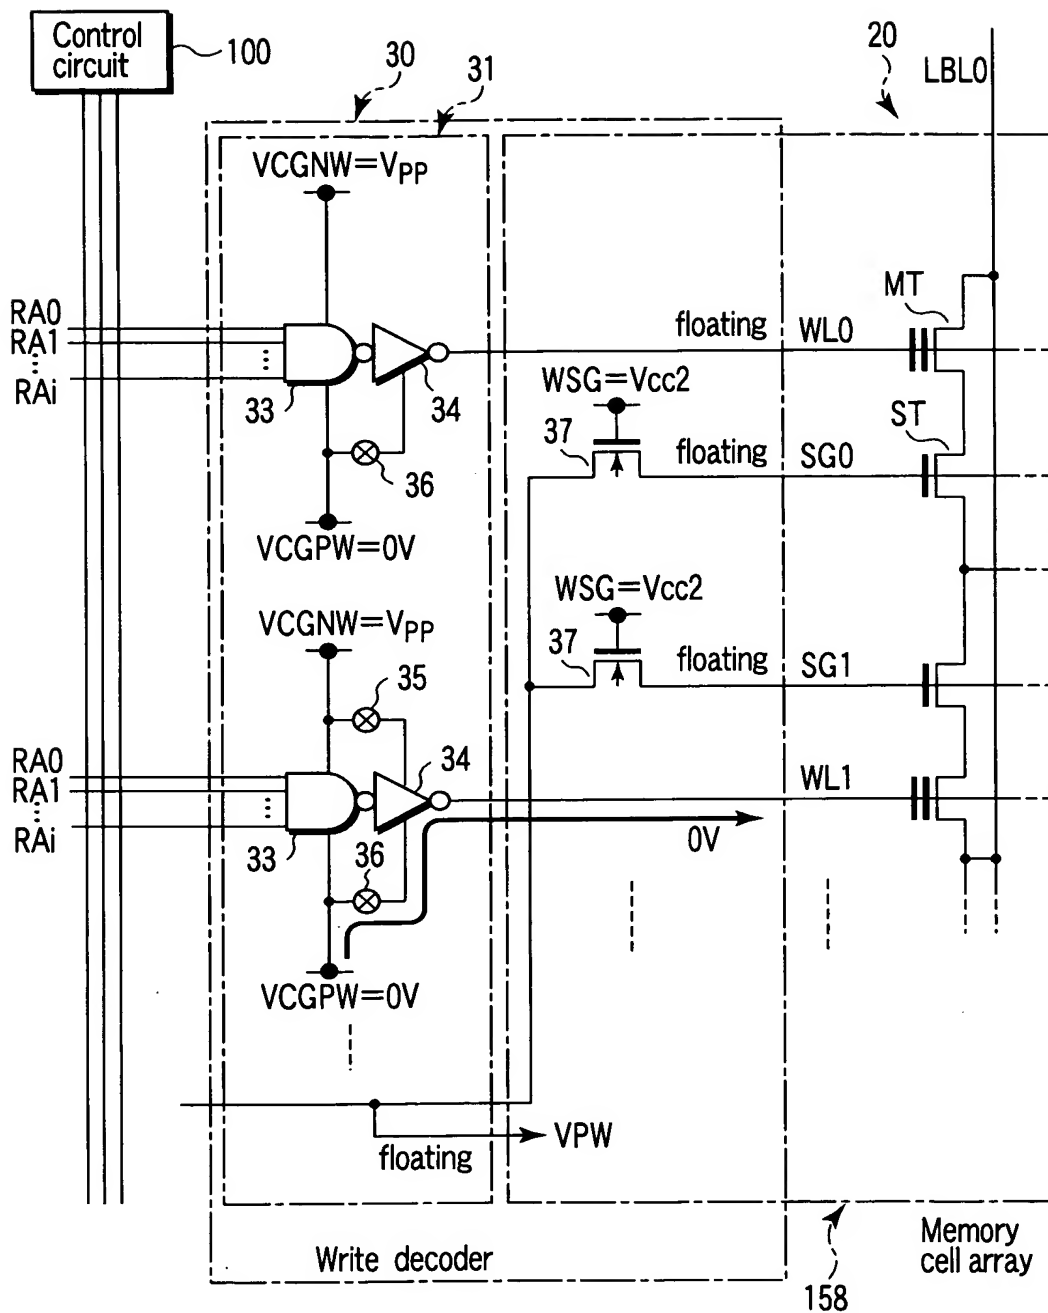 Control
circuit
100
30
31
20
LBL0
VCGNW=VPP
RA0
RA1
RAi
33
34
36
floating
WL0
MT
WSG=Vcc2
37
floating
SG0
ST
VCGPW=0V
VCGNW=VPP
WSG=Vcc2
37
floating
SG1
35
RA0
RA1
RAi
33
34
36
WL1
0V
VCGPW=0V
floating
VPW
Write decoder
158
Memory
cell array